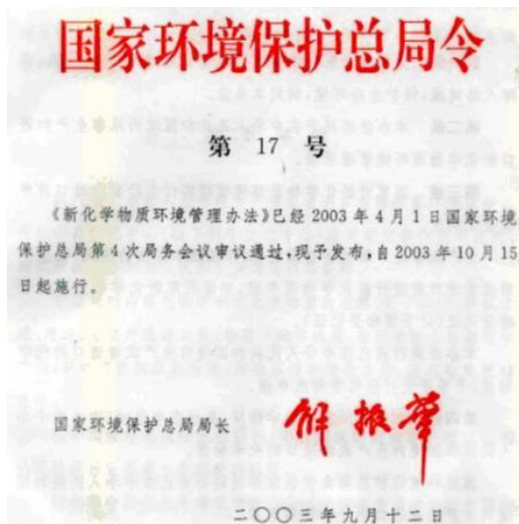 国家环境保护总局令
第 17 号
《新化学物质环境管理办法》已经 2003 年 4 月 1 日国家环境
保护总局第 4 次局务会议审议通过,现予发布,自 2003 年 10 月 15
日起施行。
国家环境保护总局局长 解振华
二〇〇三年九月十二日